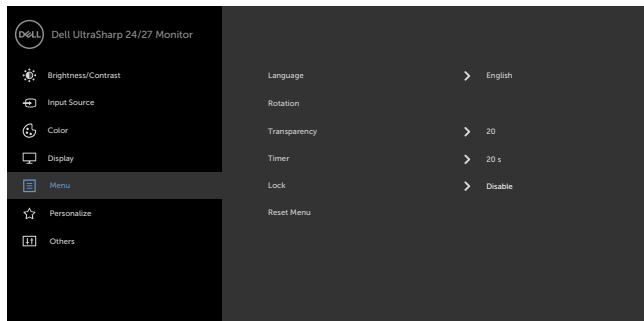 DELL Dell UltraSharp 24/27 Monitor
Brightness/Contrast
Input Source
Color
Display
Menu
Personalize
Others
Language > English
Rotation
Transparency > 20
Timer > 20 s
Lock > Disable
Reset Menu